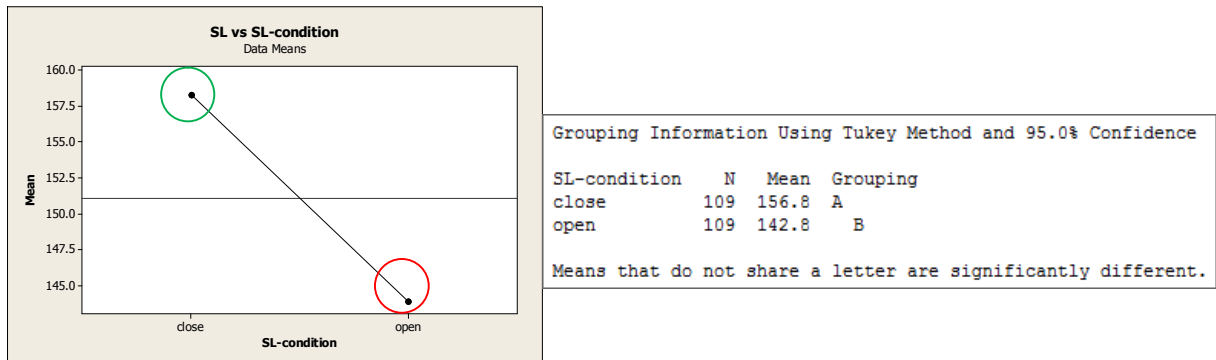 SL vs SL-condition
Data Means
160.0
157.5
155.0
152.5
150.0
147.5
145.0
Mean
close open
SL-condition
Grouping Information Using Tukey Method and 95.0% Confidence
SL-condition N Mean Grouping
close 109 156.8 A
open 109 142.8 B
Means that do not share a letter are significantly different.